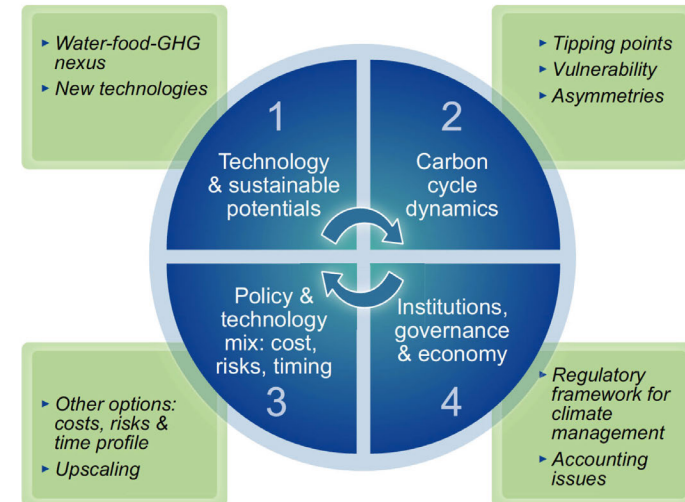 ► Water-food-GHG
nexus
► New technologies
► Tipping points
► Vulnerability
► Asymmetries
1
Technology
& sustainable
potentials
2
Carbon
cycle
dynamics
Policy &
technology
mix: cost,
risks, timing
3
Institutions,
governance
& economy
4
► Other options:
costs, risks &
time profile
► Upscaling
► Regulatory
framework for
climate
management
► Accounting
issues